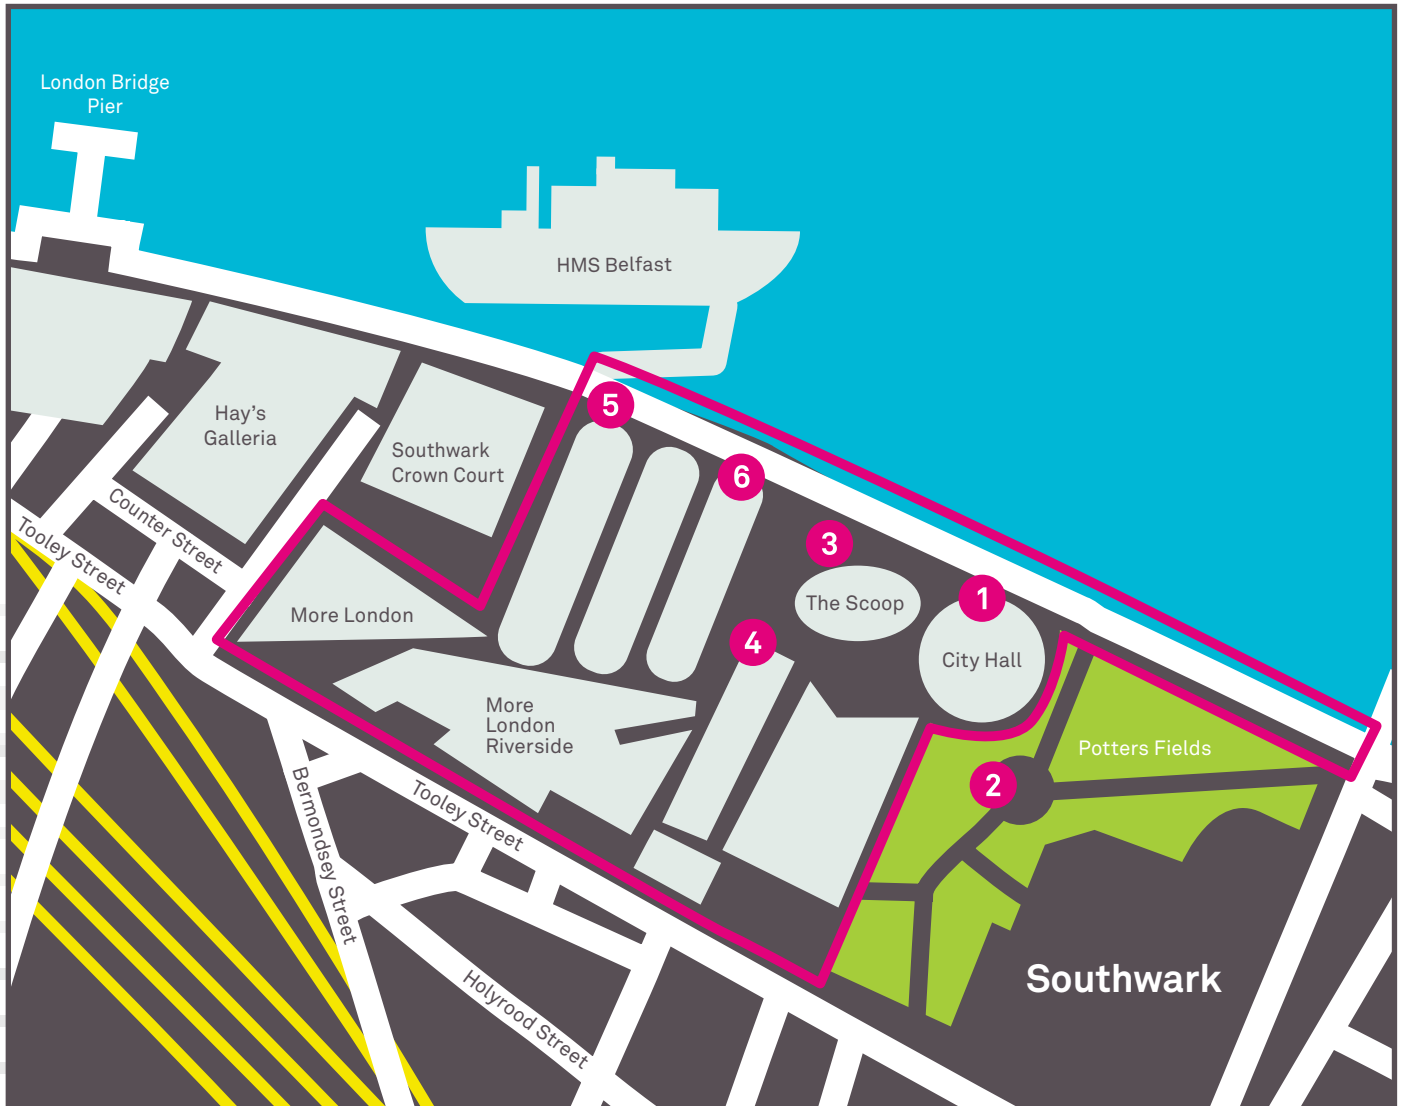 London Bridge
Pier
HMS Belfast
5
Hay's
Galleria
Southwark
Crown Court
6
Counter Street
Tooley Street
3
The Scoop
1
City Hall
More London
4
More
London
Riverside
Potters Fields
2
Bermondsey Street
Tooley Street
Holyrood Street
Southwark